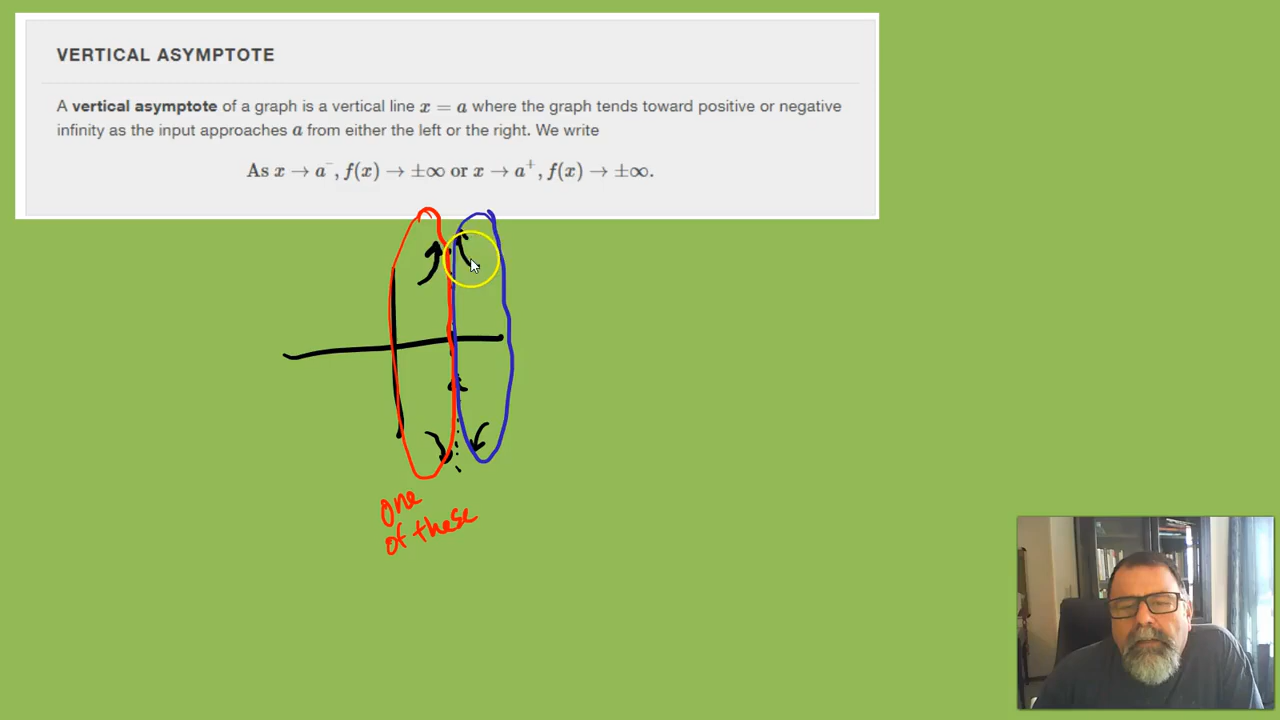 VERTICAL ASYMPTOTE
A vertical asymptote of a graph is a vertical line x = a where the graph tends toward positive or negative
infinity as the input approaches a from either the left or the right. We write
As x → a⁻, f(x) → ±∞ or x → a⁺, f(x) → ±∞.
one
of these